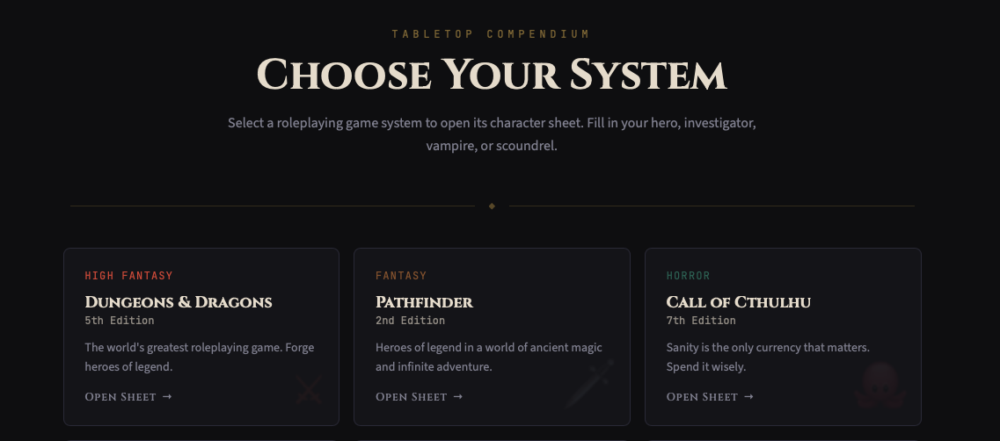 TABLETOP COMPENDIUM
Choose Your System
Select a roleplaying game system to open its character sheet. Fill in your hero, investigator,
vampire, or scoundrel.
HIGH FANTASY
Dungeons & Dragons
5th Edition
The world's greatest roleplaying game. Forge
heroes of legend.
Open Sheet →
FANTASY
Pathfinder
2nd Edition
Heroes of legend in a world of ancient magic
and infinite adventure.
Open Sheet →
HORROR
Call of Cthulhu
7th Edition
Sanity is the only currency that matters.
Spend it wisely.
Open Sheet →